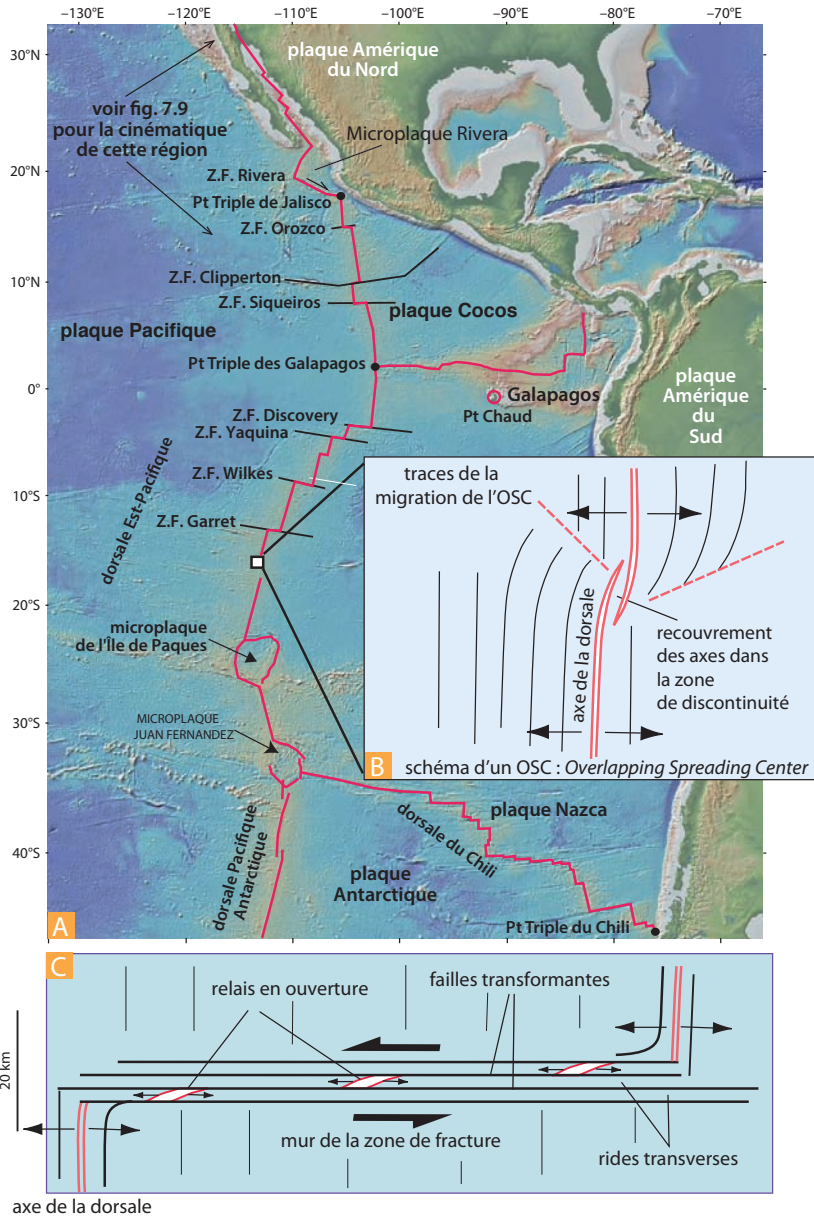 −120°
−110°
−100°
−90°
−80°
−70°
30°N
20°N
10°N
0°
10°S
20°S
30°S
40°S
plaque Amérique
du Nord
voir fig. 7.9
pour la cinématique
de cette région
Microplaque Rivera
Z.F. Rivera
Pt Triple de Jalisco
Z.F. Orozco
Z.F. Clipperton
Z.F. Siqueiros
plaque Cocos
plaque Pacifique
Pt Triple des Galapagos
Galapagos
Pt Chaud
plaque
Amérique
du
Sud
Z.F. Discovery
Z.F. Yaquina
Z.F. Wilkes
Z.F. Garret
dorsale Est-Pacifique
microplaque
de l'Île de Paques
MICROPLAQUE
JUAN FERNANDEZ
dorsale Pacifique
Antarctique
plaque
Antarctique
dorsale du Chili
plaque Nazca
Pt Triple du Chili
A
traces de la
migration de l'OSC
axe de la dorsale
recouvrement
des axes dans
la zone
de discontinuité
B
schéma d'un OSC : Overlapping Spreading Center
C
relais en ouverture
failles transformantes
20 km
mur de la zone de fracture
rides transverses
axe de la dorsale